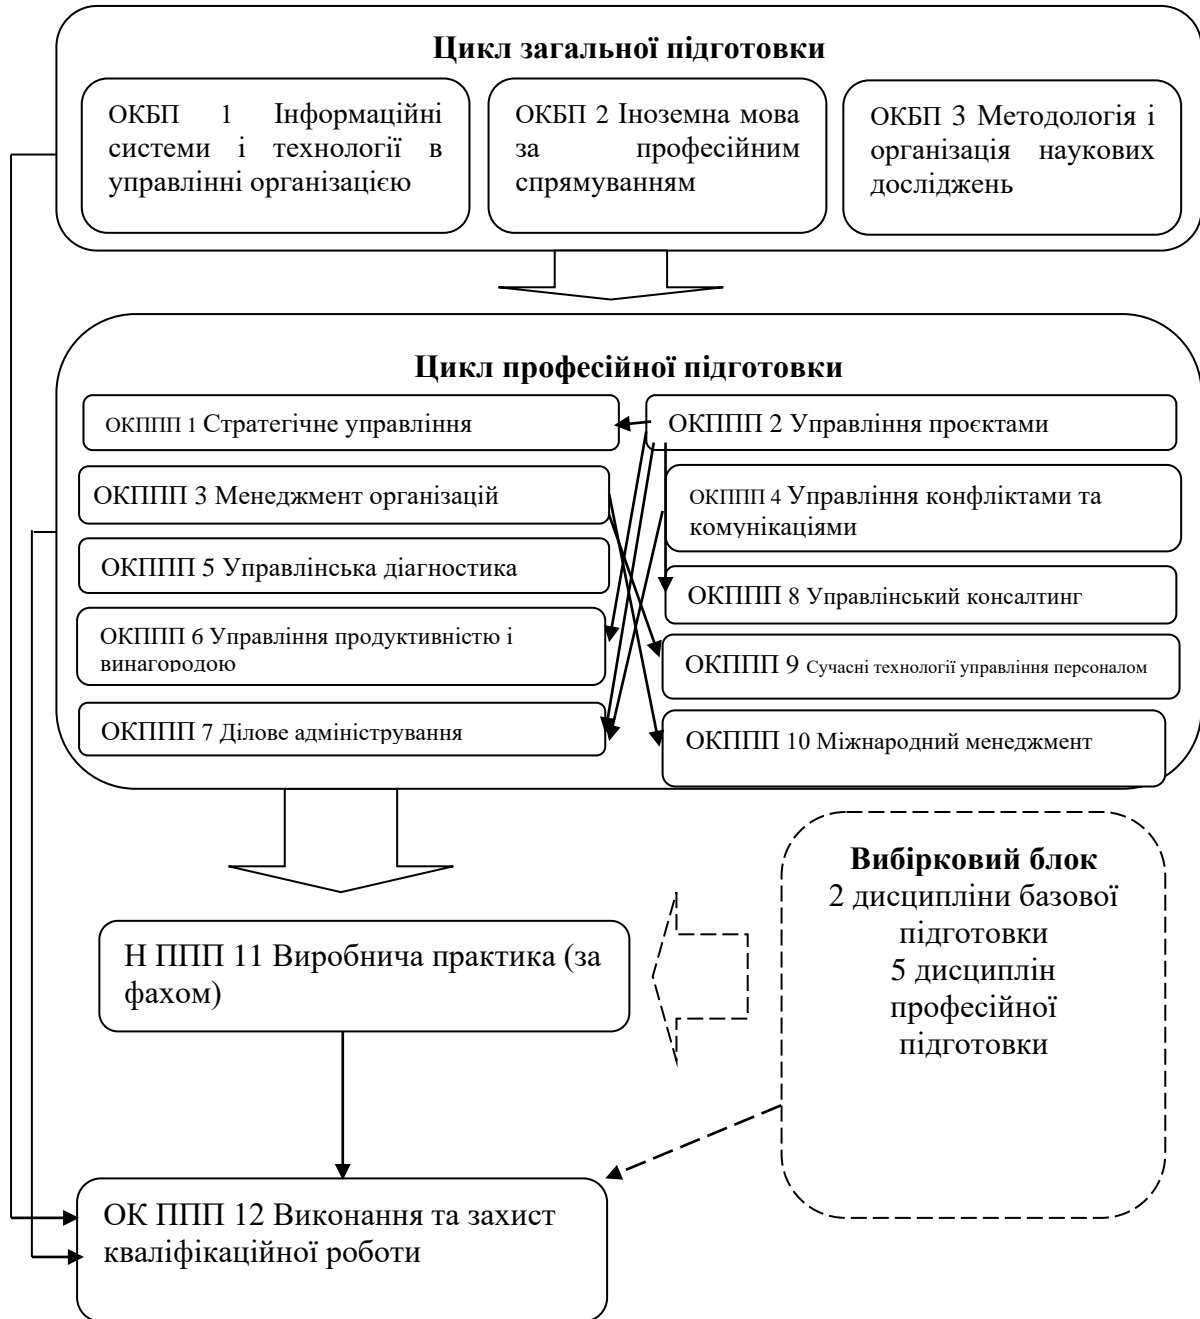 Цикл загальної підготовки
ОКБП 1 Інформаційні
системи і технології в
управлінні організацією
ОКБП 2 Іноземна мова
за професійним
спрямуванням
ОКБП 3 Методологія і
організація наукових
досліджень
Цикл професійної підготовки
ОКППП 1 Стратегічне управління
ОКППП 2 Управління проєктами
ОКППП 3 Менеджмент організацій
ОКППП 4 Управління конфліктами та
комунікаціями
ОКППП 5 Управлінська діагностика
ОКППП 8 Управлінський консалтинг
ОКППП 6 Управління продуктивністю і
винагородою
ОКППП 9 Сучасні технології управління персоналом
ОКППП 7 Ділове адміністрування
ОКППП 10 Міжнародний менеджмент
Вибірковий блок
2 дисципліни базової
підготовки
5 дисциплін
професійної
підготовки
Н ППП 11 Виробнича практика (за
фахом)
ОК ППП 12 Виконання та захист
кваліфікаційної роботи